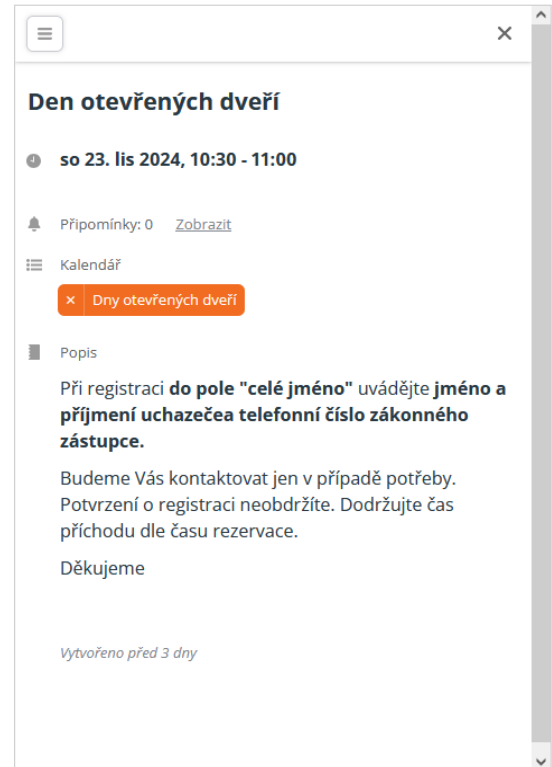 Den otevřených dveří
so 23. lis 2024, 10:30 - 11:00
Připomínky: 0 Zobrazit
Kalendář
× Dny otevřených dveří
Popis
Při registraci do pole "celé jméno" uvádějte jméno a
příjmení uchazečea telefonní číslo zákonného
zástupce.
Budeme Vás kontaktovat jen v případě potřeby.
Potvrzení o registraci neobdržíte. Dodržujte čas
příchodu dle času rezervace.
Děkujeme
Vytvořeno před 3 dny